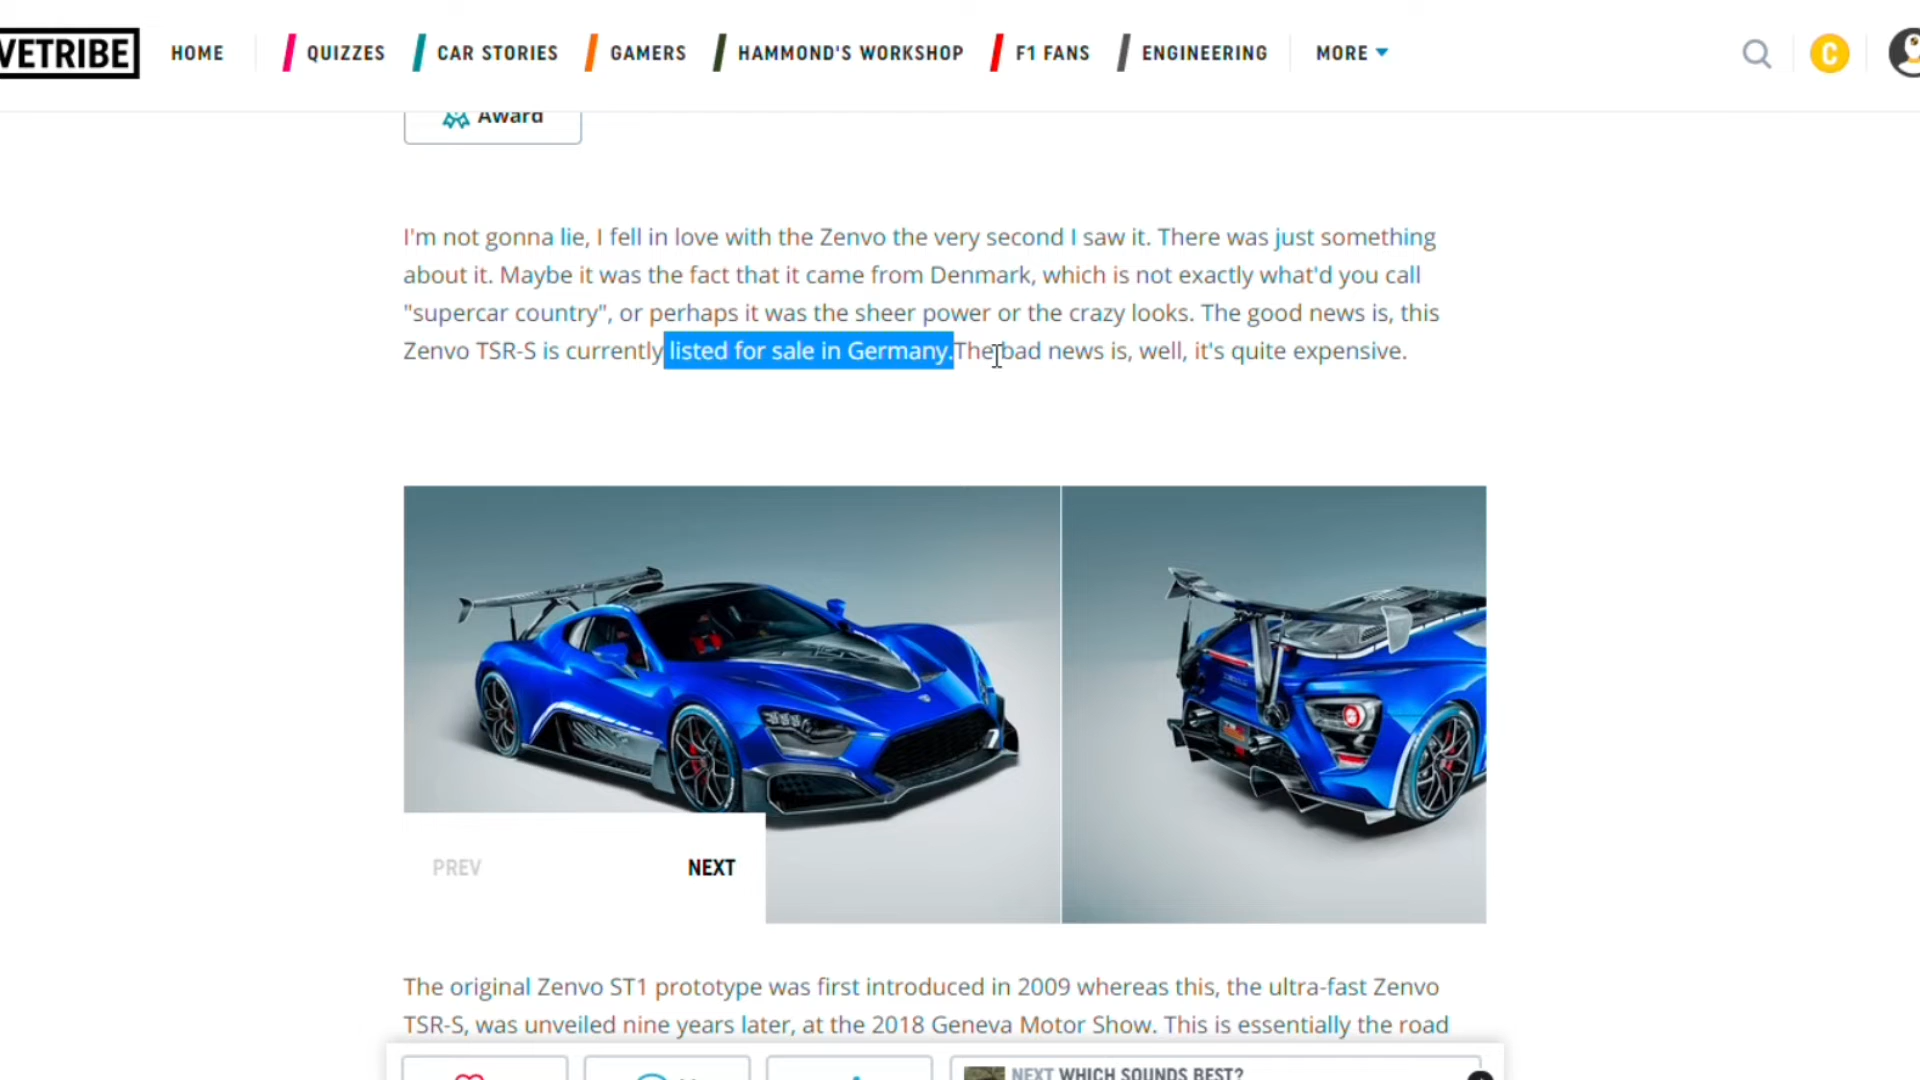 VETRIBE
HOME
QUIZZES
CAR STORIES
GAMERS
HAMMOND'S WORKSHOP
F1 FANS
ENGINEERING
MORE
C
Award
I'm not gonna lie, I fell in love with the Zenvo the very second I saw it. There was just something
about it. Maybe it was the fact that it came from Denmark, which is not exactly what'd you call
"supercar country", or perhaps it was the sheer power or the crazy looks. The good news is, this
Zenvo TSR-S is currently listed for sale in Germany.The bad news is, well, it's quite expensive.
PREV
NEXT
The original Zenvo ST1 prototype was first introduced in 2009 whereas this, the ultra-fast Zenvo
TSR-S, was unveiled nine years later, at the 2018 Geneva Motor Show. This is essentially the road
NEXT WHICH SOUNDS BEST?